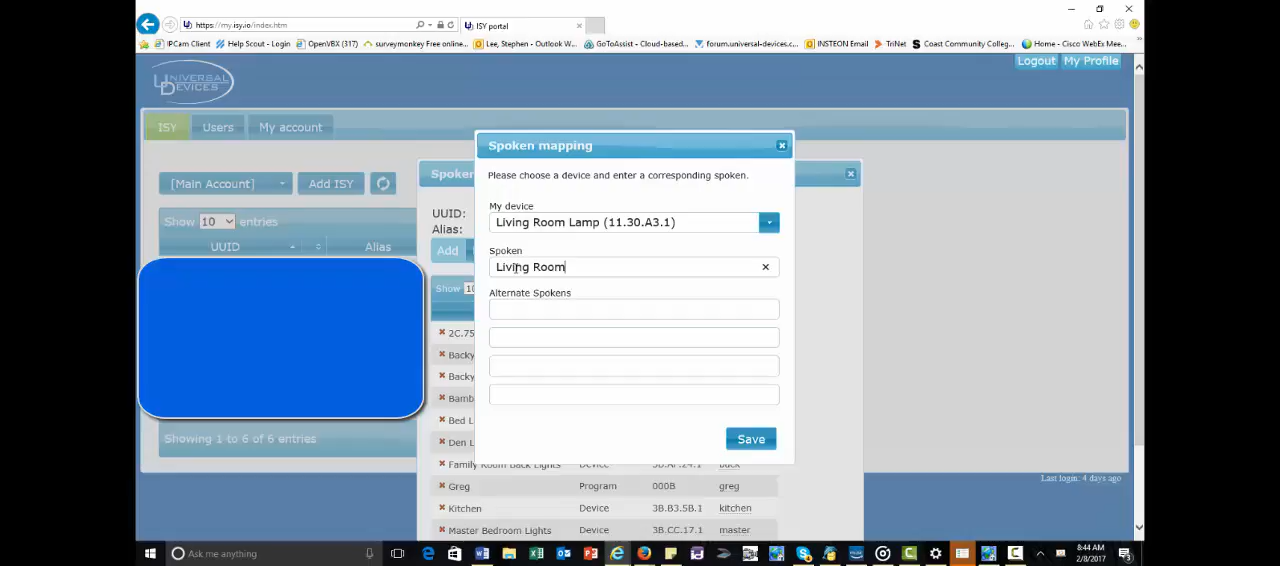 https://my.isy.io/index.htm
ISY portal
IPCam Client
Help Scout - Login
OpenVBX (317)
surveymonkey Free online...
Lee, Stephen - Outlook W...
GoToAssist - Cloud-based...
forum.universal-devices.c...
INSTEON Email
TriNet
Coast Community Colleg...
Home - Cisco WebEx Mee...
UNIVERSAL
DEVICES
Logout
My Profile
ISY
Users
My account
[Main Account]
Add ISY
Show 10 entries
UUID
Alias
Showing 1 to 6 of 6 entries
Last login: 4 days ago
Spoken mapping
Please choose a device and enter a corresponding spoken.
My device
Living Room Lamp (11.30.A3.1)
Spoken
Living Room
Alternate Spokens
Save
UUID:
Alias:
Add
Show
Bed L
Den L
Family Room Back Lights Device
Greg Program 000B greg
Kitchen Device 3B.B3.5B.1 kitchen
Master Bedroom Lights Device 3B.CC.17.1 master
Ask me anything
8:44 AM
2/8/2017